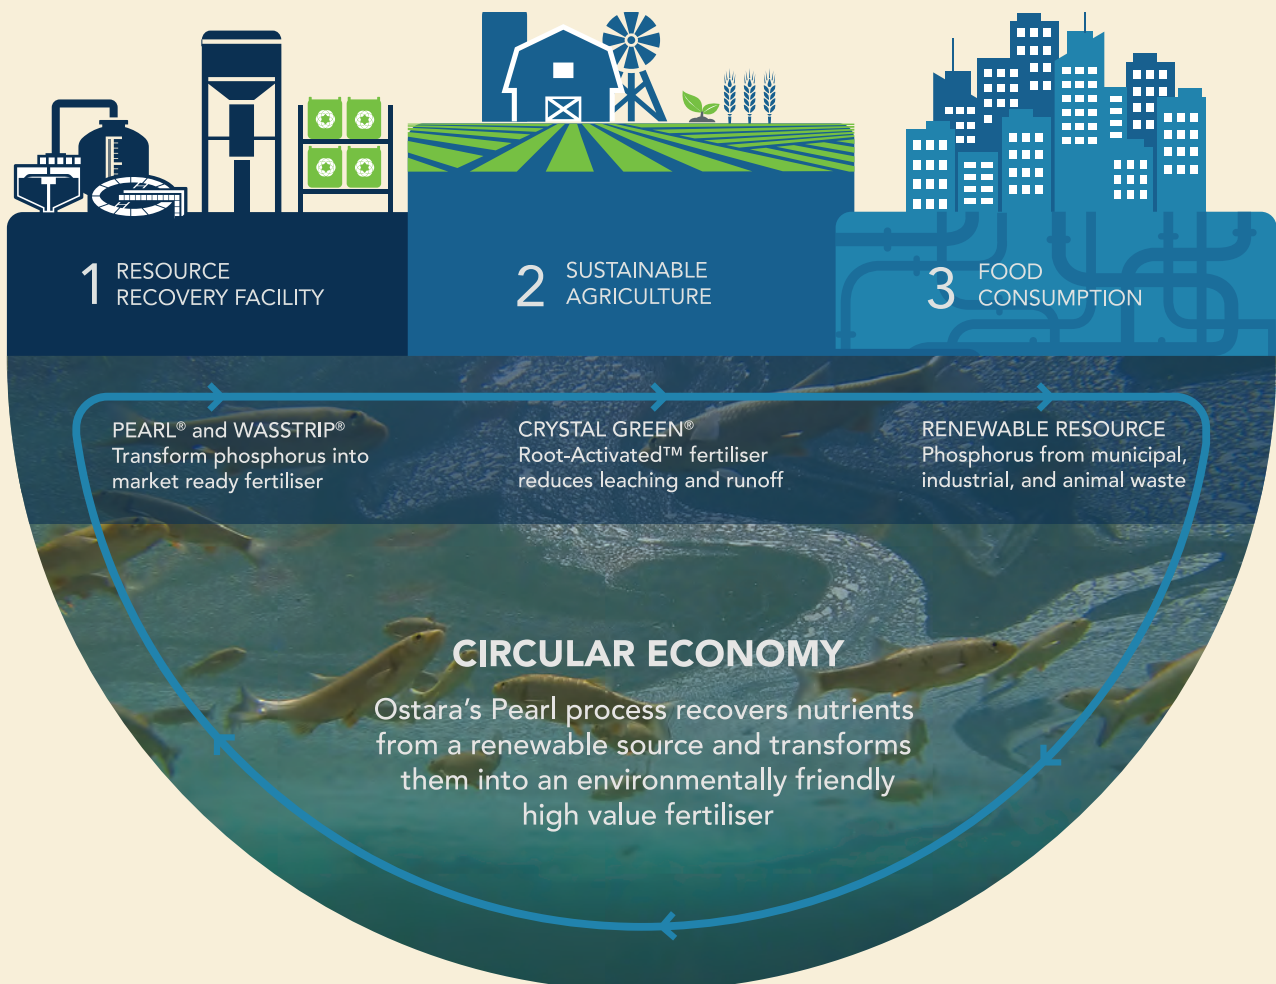 1 RESOURCE
RECOVERY FACILITY
2 SUSTAINABLE
AGRICULTURE
3 FOOD
CONSUMPTION
PEARL® and WASSTRIP®
Transform phosphorus into
market ready fertiliser
CRYSTAL GREEN®
Root-Activated™ fertiliser
reduces leaching and runoff
RENEWABLE RESOURCE
Phosphorus from municipal,
industrial, and animal waste
CIRCULAR ECONOMY
Ostara’s Pearl process recovers nutrients
from a renewable source and transforms
them into an environmentally friendly
high value fertiliser